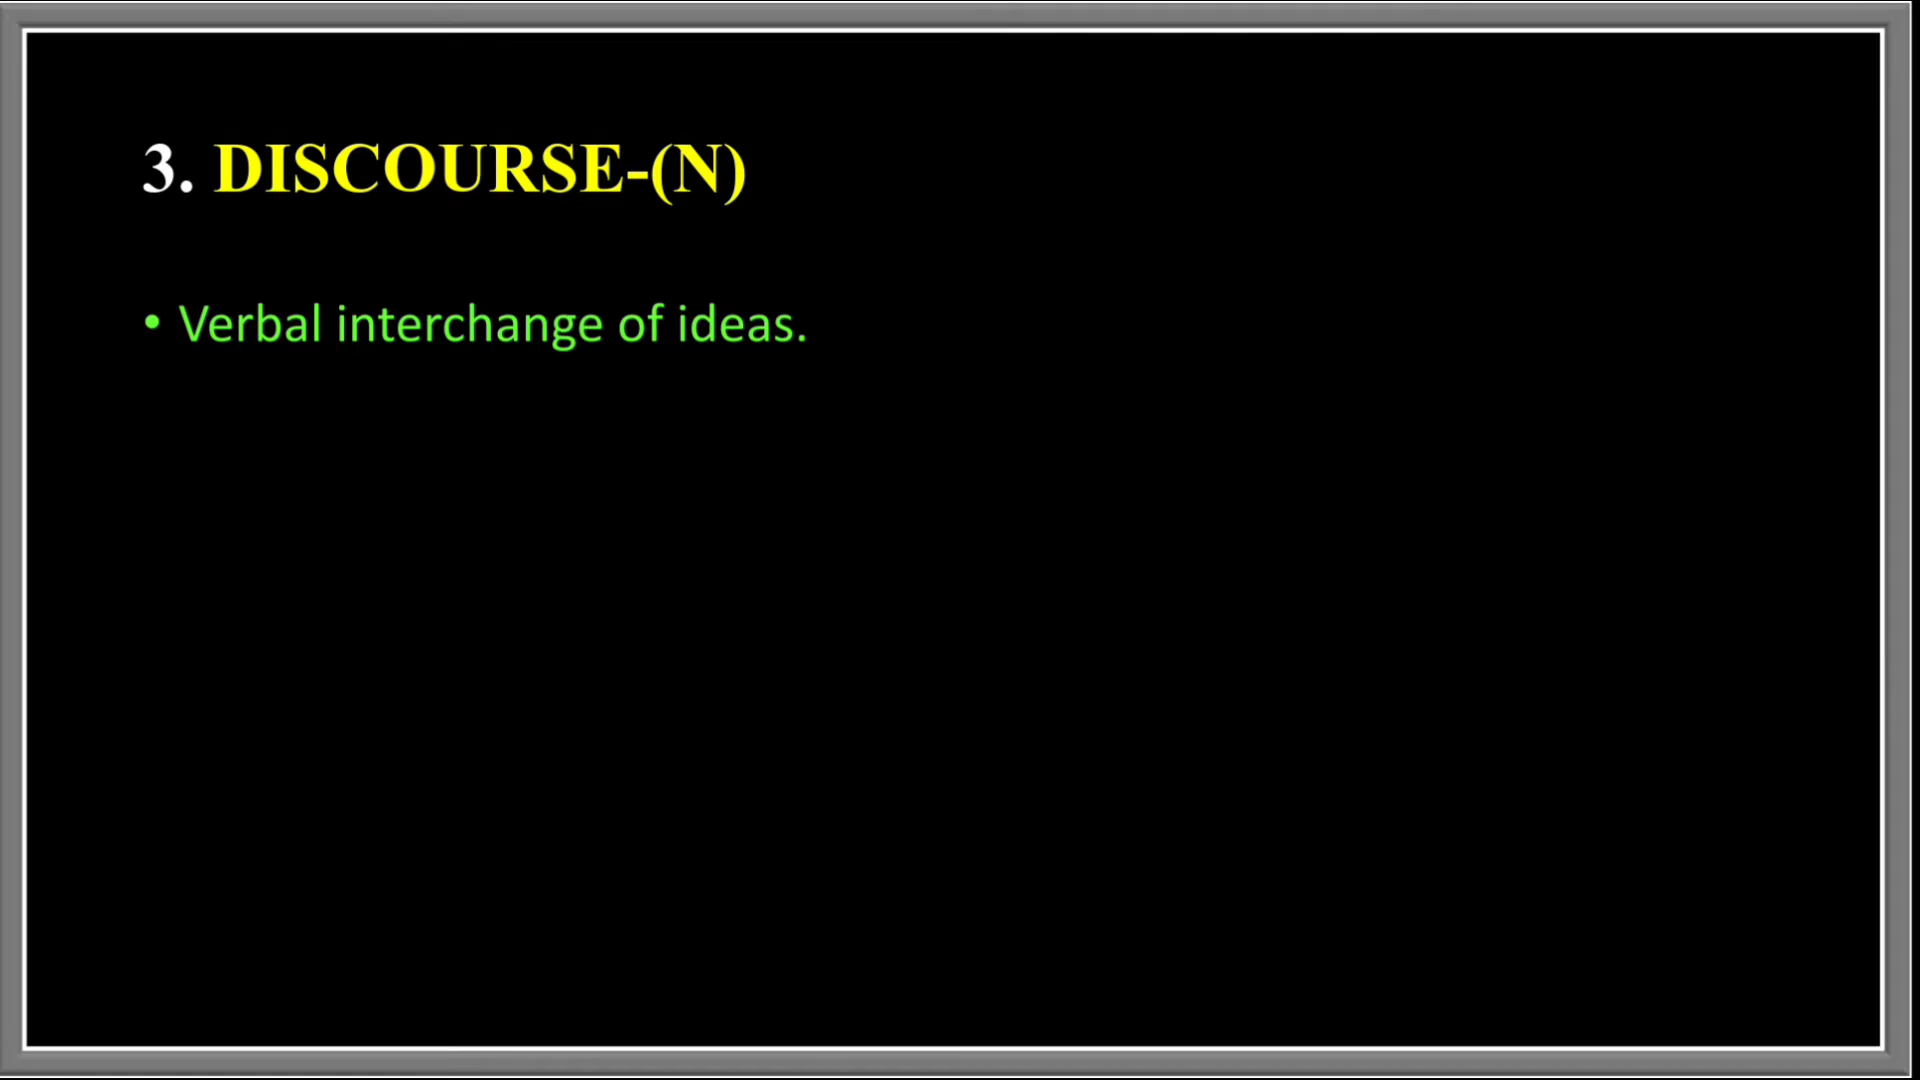 3. DISCOURSE-(N)
• Verbal interchange of ideas.